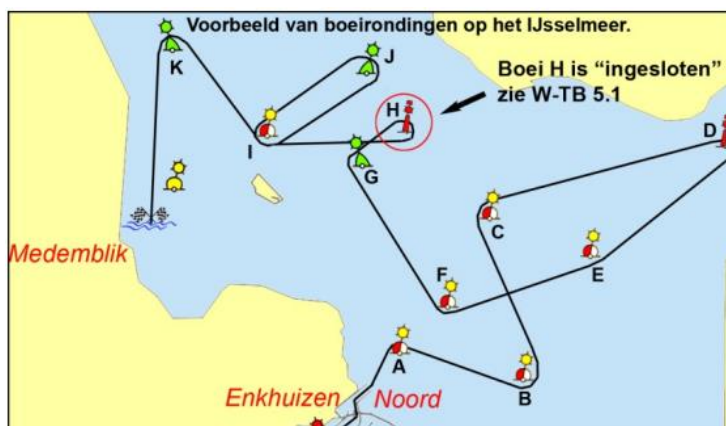 Voorbeeld van boeirondingen op het IJsselmeer.
K
J
Boei H is “ingesloten”
zie W-TB 5.1
H
D
I
G
C
Medemblik
F
E
A
B
Enkhuizen Noord